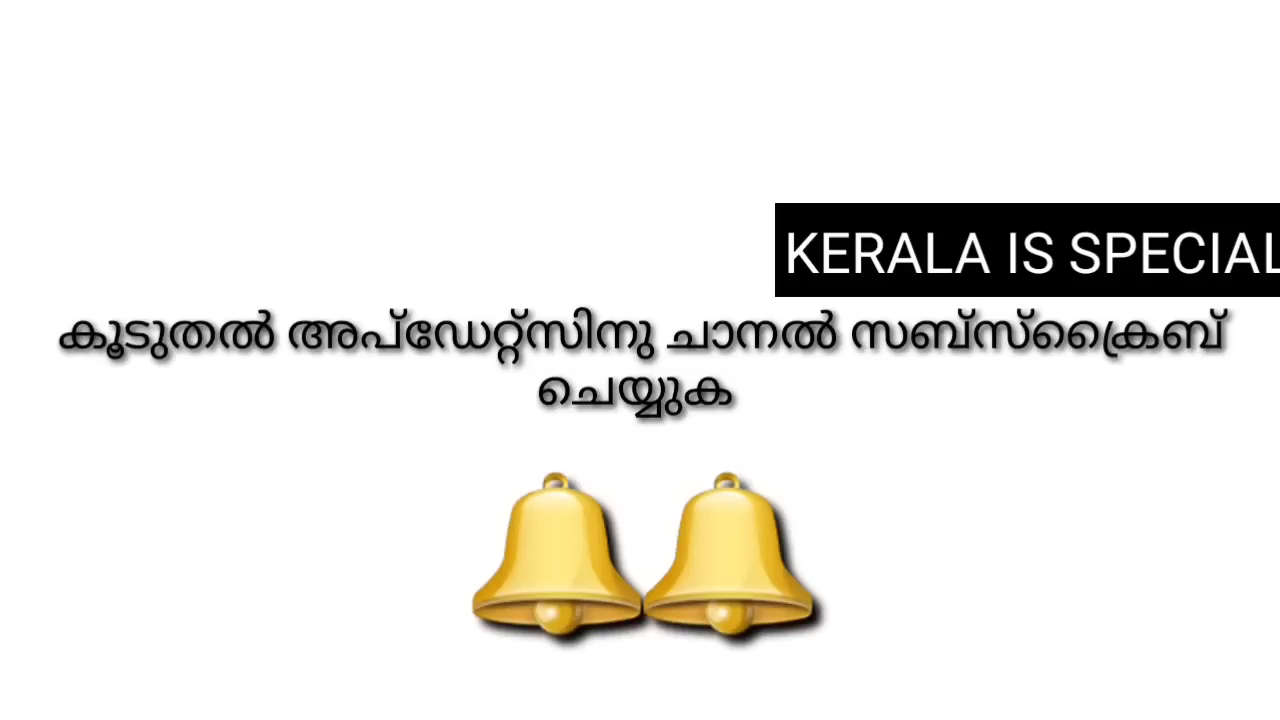 KERALA IS SPECIAL
കൂടുതൽ അപ്ഡേറ്റ്സിനു ചാനൽ സബ്സ്ക്രൈബ്
ചെയ്യുക